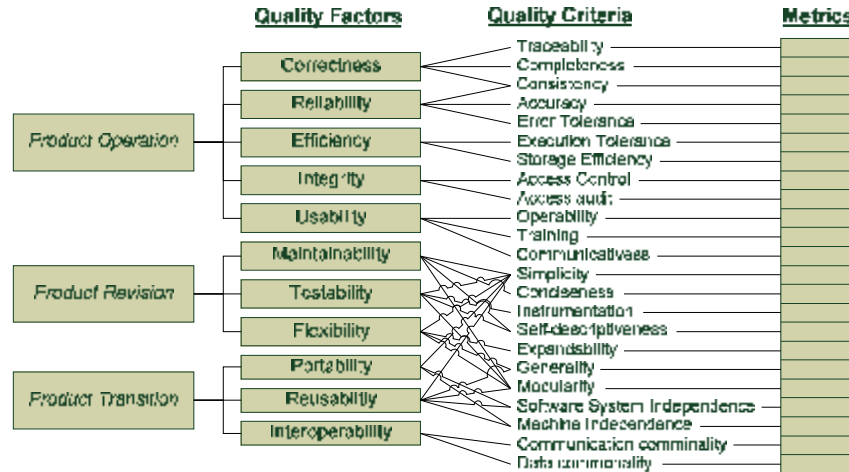 Quality Factors
Quality Criteria
Metrics
Product Operation
Correctness
Reliability
Efficiency
Integrity
Usability
Product Revision
Maintainability
Testability
Flexibility
Product Transition
Portability
Reusability
Interoperability
Traceability
Completeness
Consistency
Accuracy
Error Tolerance
Execution Tolerance
Storage Efficiency
Access Control
Access audit
Operability
Training
Communicativess
Simplicity
Conciseness
Instrumentation
Self-descriptiveness
Expandability
Generality
Modularity
Software System Independence
Machine Independence
Communication comminality
Data commonality